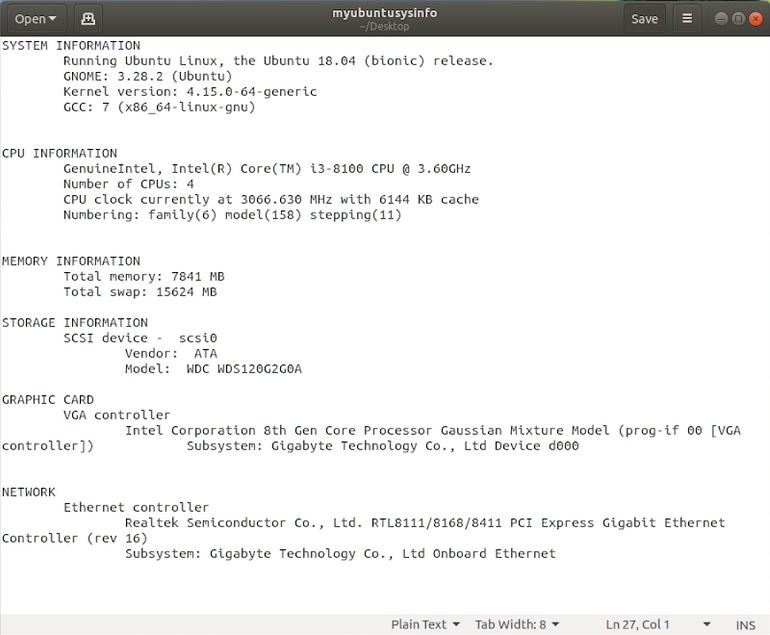 Open
myubuntusysinfo
~/Desktop
Save
SYSTEM INFORMATION
Running Ubuntu Linux, the Ubuntu 18.04 (bionic) release.
GNOME: 3.28.2 (Ubuntu)
Kernel version: 4.15.0-64-generic
GCC: 7 (x86_64-linux-gnu)
CPU INFORMATION
GenuineIntel, Intel(R) Core(TM) i3-8100 CPU @ 3.60GHz
Number of CPUs: 4
CPU clock currently at 3066.630 MHz with 6144 KB cache
Numbering: family(6) model(158) stepping(11)
MEMORY INFORMATION
Total memory: 7841 MB
Total swap: 15624 MB
STORAGE INFORMATION
SCSI device -  scsi0
Vendor:  ATA
Model:  WDC WDS120G2G0A
GRAPHIC CARD
VGA controller
Intel Corporation 8th Gen Core Processor Gaussian Mixture Model (prog-if 00 [VGA
controller])            Subsystem: Gigabyte Technology Co., Ltd Device d000
NETWORK
Ethernet controller
Realtek Semiconductor Co., Ltd. RTL8111/8168/8411 PCI Express Gigabit Ethernet
Controller (rev 16)
Subsystem: Gigabyte Technology Co., Ltd Onboard Ethernet
Plain Text Tab Width: 8 Ln 27, Col 1 INS